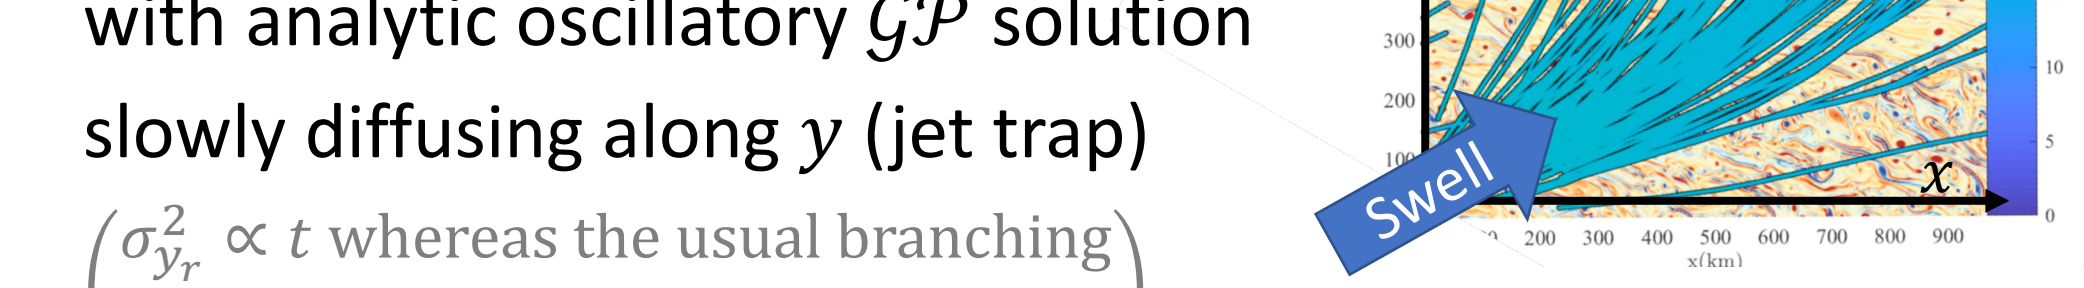 with analytic oscillatory 𝒢𝒫 solution
slowly diffusing along y (jet trap)
(σ²_{y_r} ∝ t whereas the usual branching)
300
200
100
Swell
x
10
5
0
200 300 400 500 600 700 800 900
x(km)